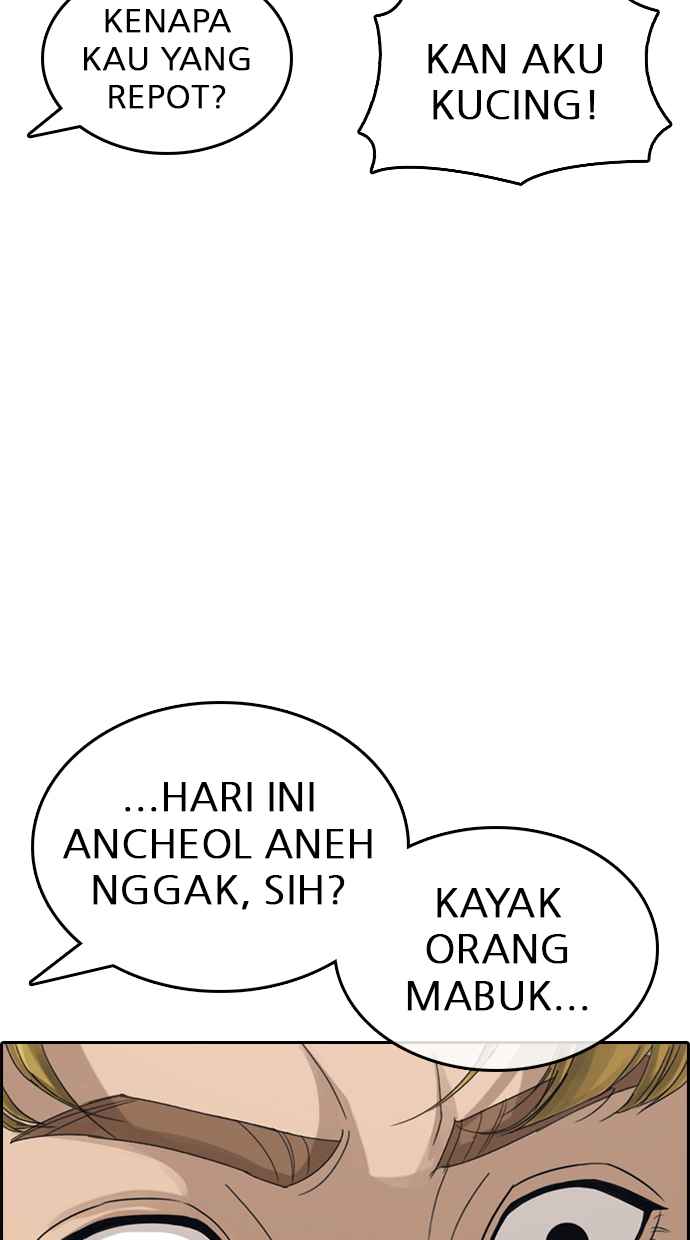 KENAPA
KAU YANG
REPOT?
KAN AKU
KUCING!
...HARI INI
ANCHEOL ANEH
NGGAK, SIH?
KAYAK
ORANG
MABUK...